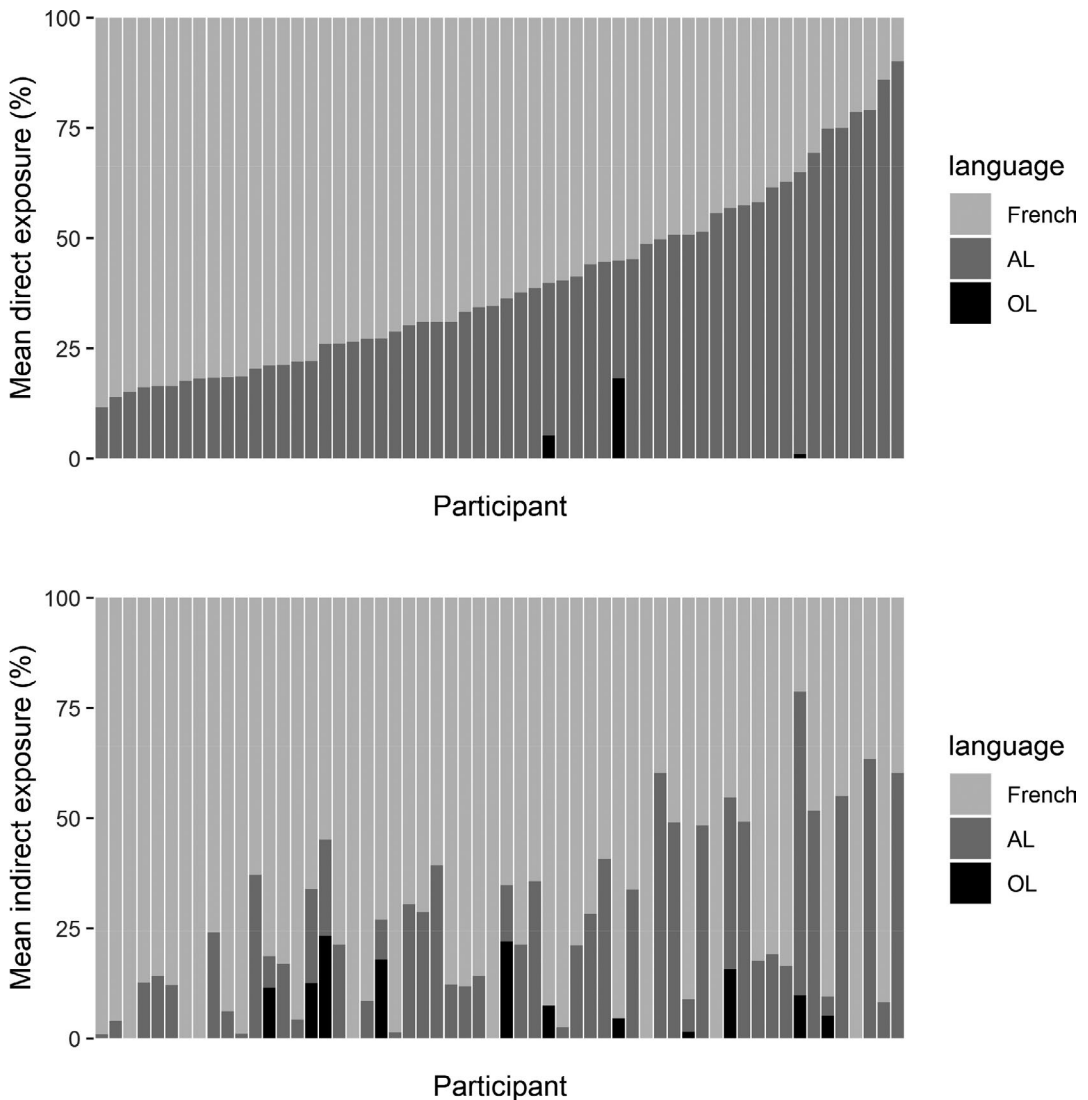 Mean direct exposure (%)
100
75
50
25
0
Participant
language
French
AL
OL
Mean indirect exposure (%)
100
75
50
25
0
Participant
language
French
AL
OL